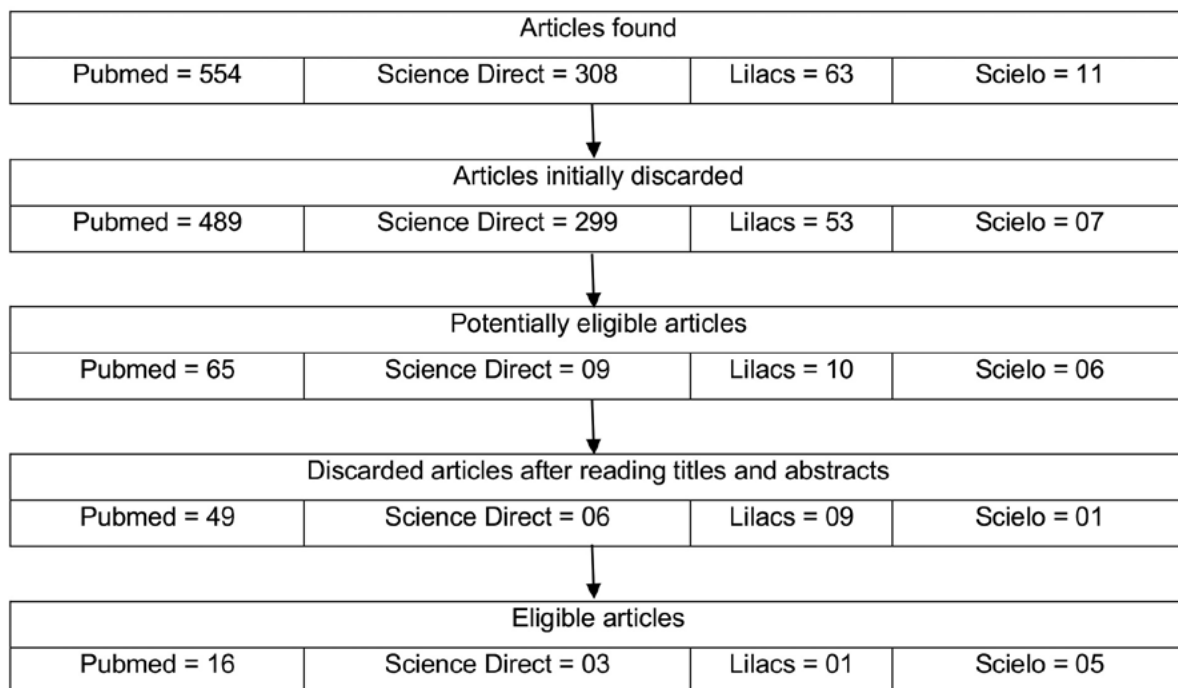 Articles found
Pubmed = 554 Science Direct = 308 Lilacs = 63 Scielo = 11
Articles initially discarded
Pubmed = 489 Science Direct = 299 Lilacs = 53 Scielo = 07
Potentially eligible articles
Pubmed = 65 Science Direct = 09 Lilacs = 10 Scielo = 06
Discarded articles after reading titles and abstracts
Pubmed = 49 Science Direct = 06 Lilacs = 09 Scielo = 01
Eligible articles
Pubmed = 16 Science Direct = 03 Lilacs = 01 Scielo = 05